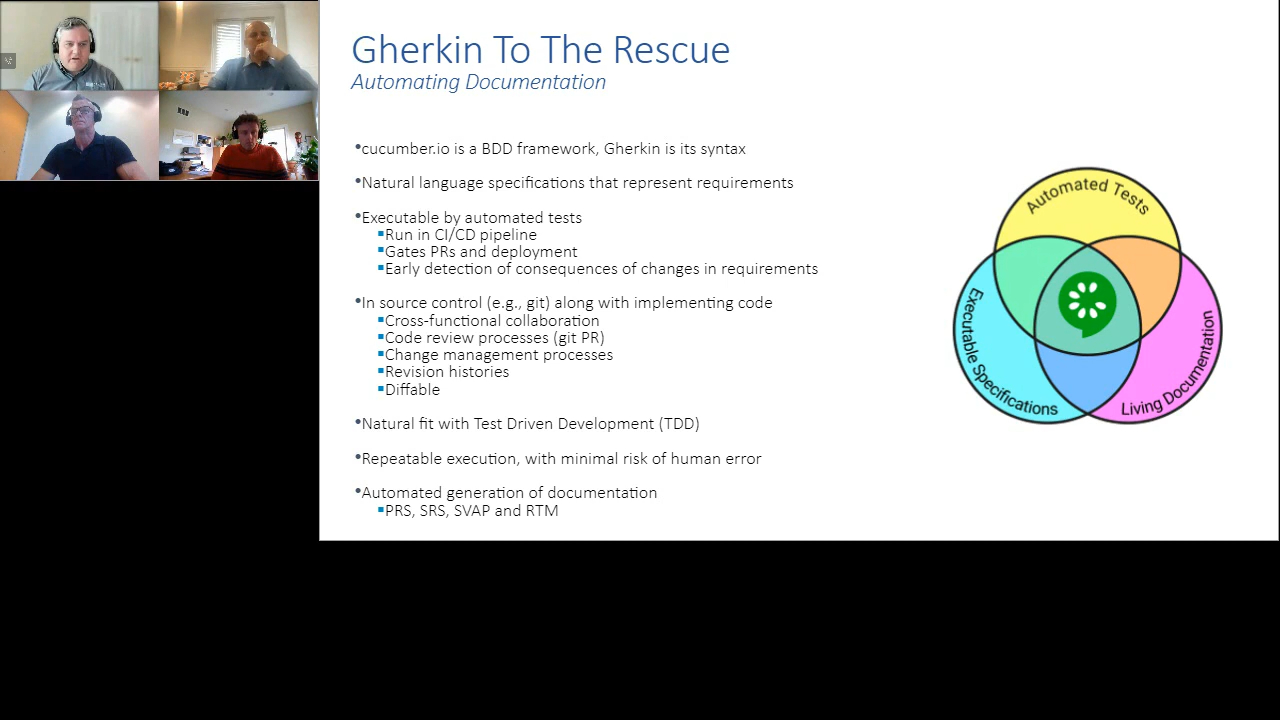 Gherkin To The Rescue
Automating Documentation
•cucumber.io is a BDD framework, Gherkin is its syntax
•Natural language specifications that represent requirements
•Executable by automated tests
▪Run in CI/CD pipeline
▪Gates PRs and deployment
▪Early detection of consequences of changes in requirements
•In source control (e.g., git) along with implementing code
▪Cross-functional collaboration
▪Code review processes (git PR)
▪Change management processes
▪Revision histories
▪Diffable
•Natural fit with Test Driven Development (TDD)
•Repeatable execution, with minimal risk of human error
•Automated generation of documentation
▪PRS, SRS, SVAP and RTM
Automated Tests
Executable Specifications
Living Documentation